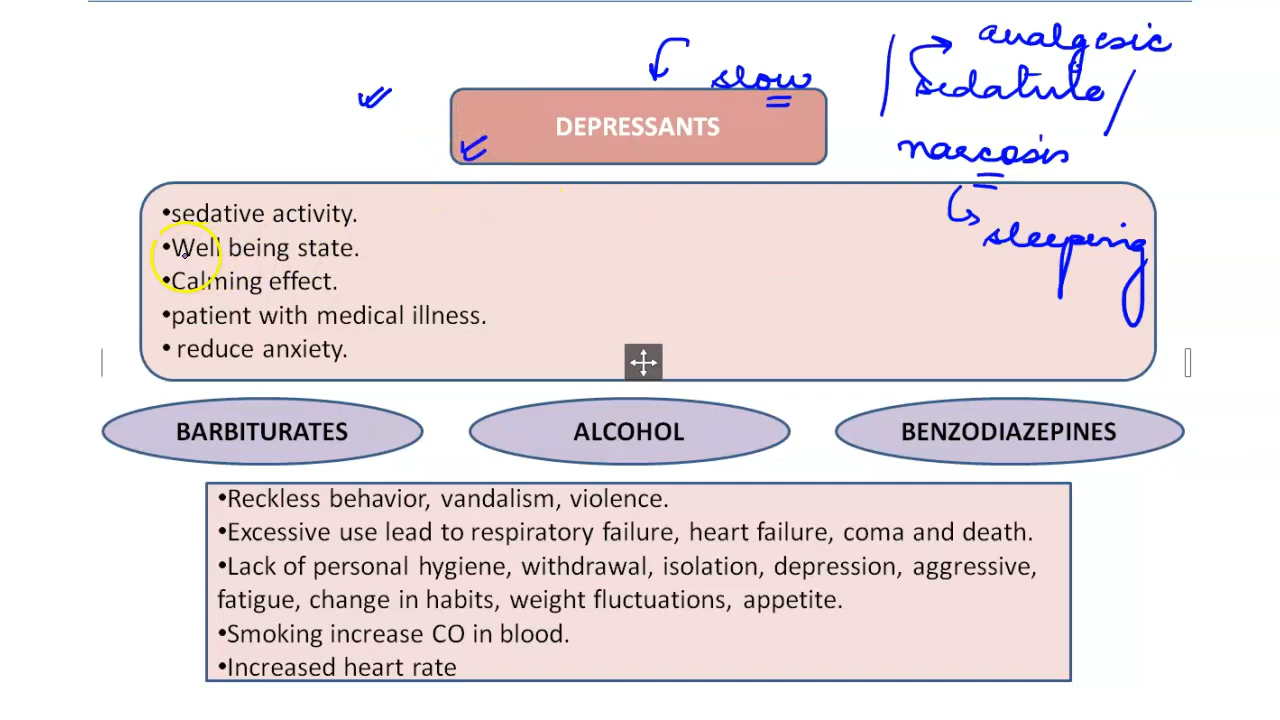 analgesic
slow
sedative
DEPRESSANTS
narcosis
•sedative activity.
sleeping
•Well being state.
•Calming effect.
•patient with medical illness.
• reduce anxiety.
BARBITURATES
ALCOHOL
BENZODIAZEPINES
•Reckless behavior, vandalism, violence.
•Excessive use lead to respiratory failure, heart failure, coma and death.
•Lack of personal hygiene, withdrawal, isolation, depression, aggressive,
fatigue, change in habits, weight fluctuations, appetite.
•Smoking increase CO in blood.
•Increased heart rate